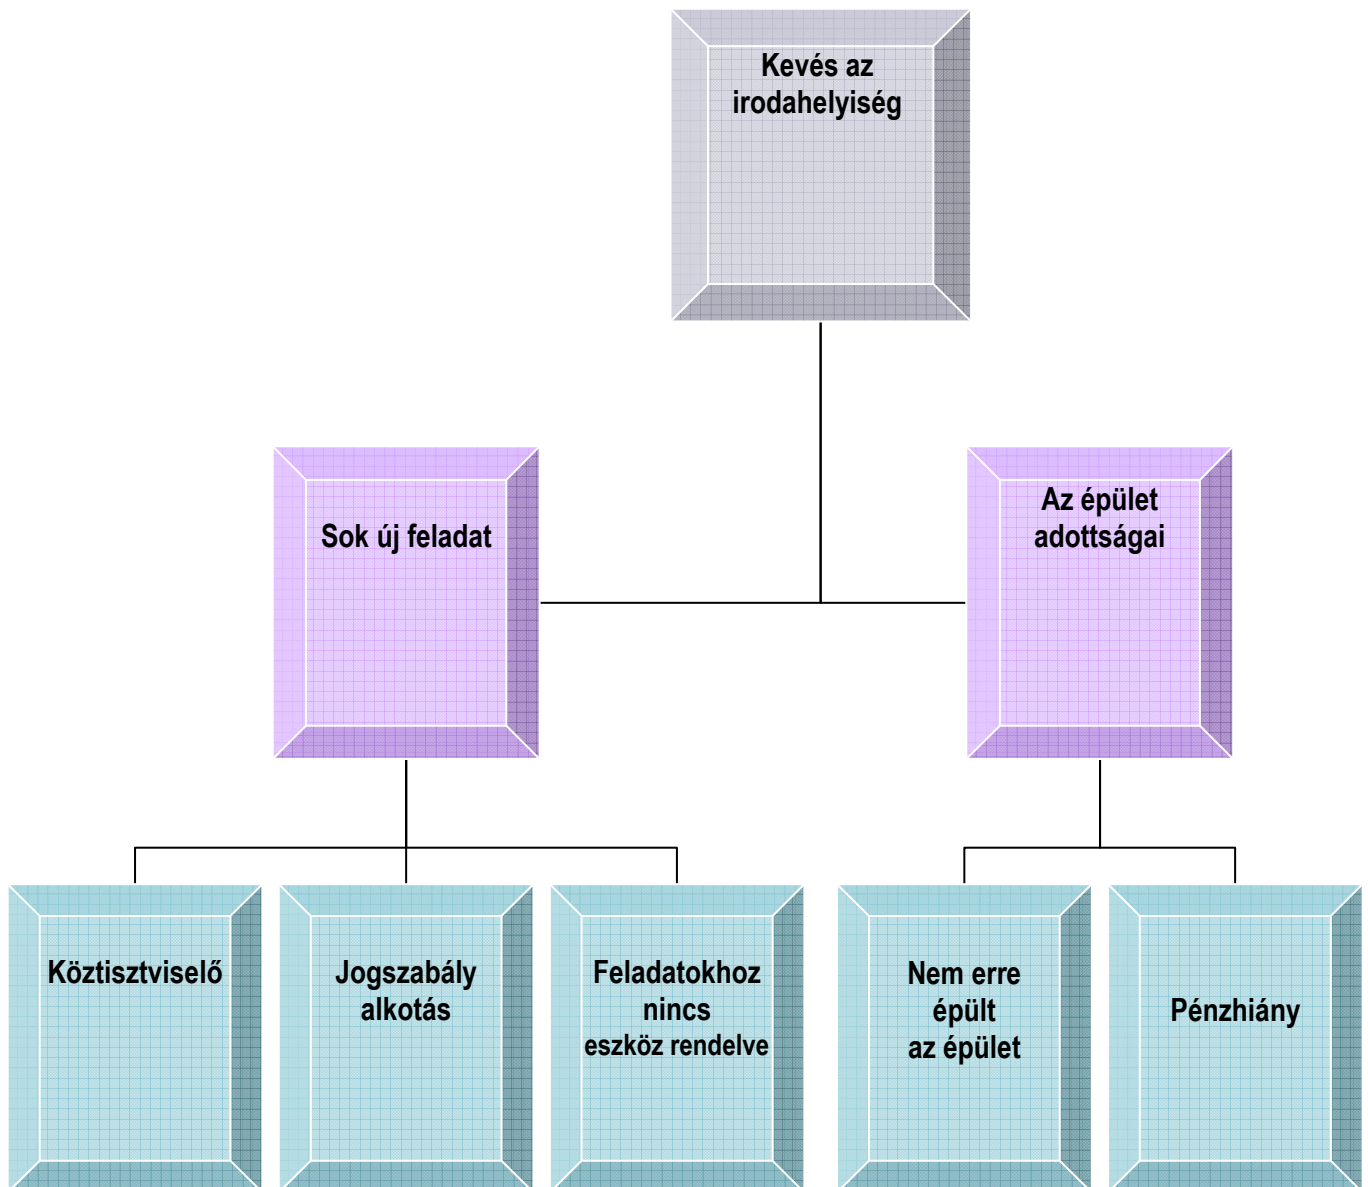 Kevés az
irodahelyiség
Sok új feladat
Az épület
adottságai
Köztisztviselő
Jogszabály
alkotás
Feladatokhoz
nincs
eszköz rendelve
Nem erre
épült
az épület
Pénzhiány